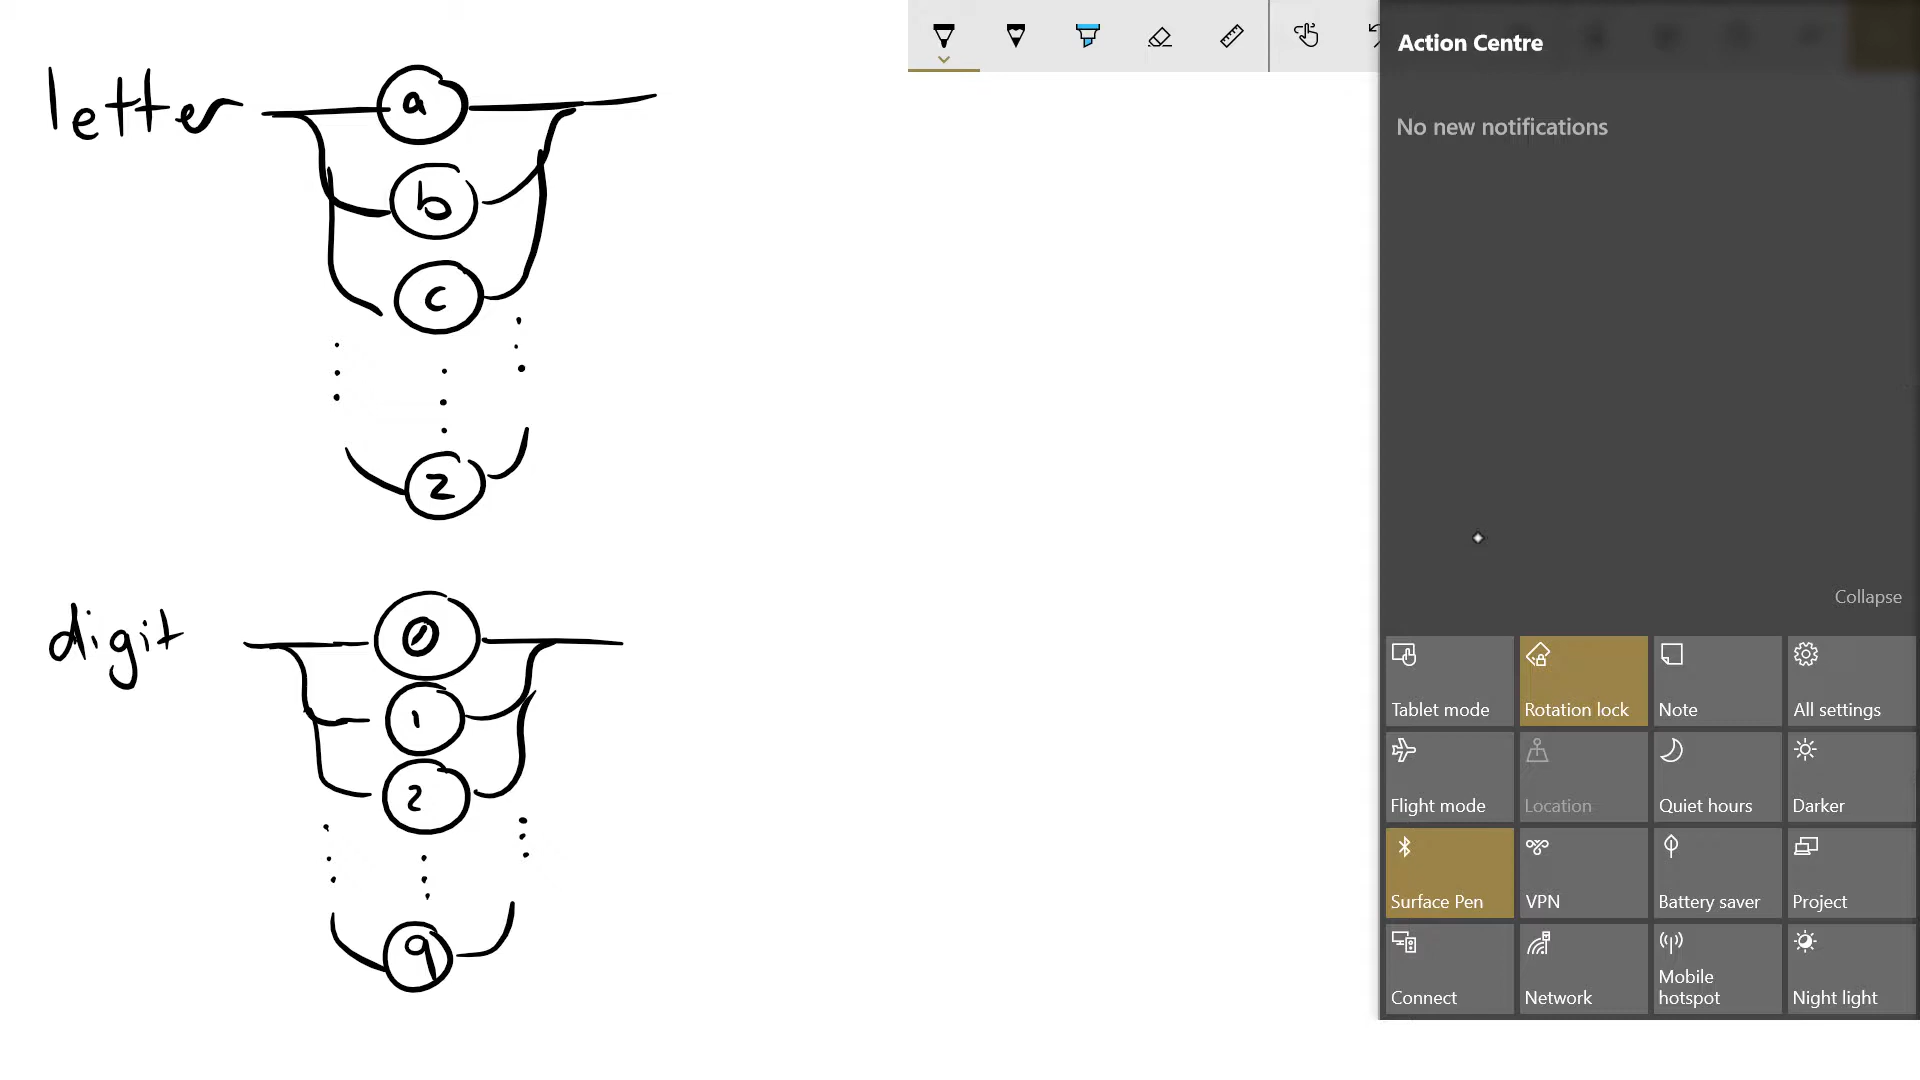 letter
a
b
c
z
digit
0
1
2
9
Action Centre
No new notifications
Collapse
Tablet mode
Rotation lock
Note
All settings
Flight mode
Location
Quiet hours
Darker
Surface Pen
VPN
Battery saver
Project
Connect
Network
Mobile
hotspot
Night light